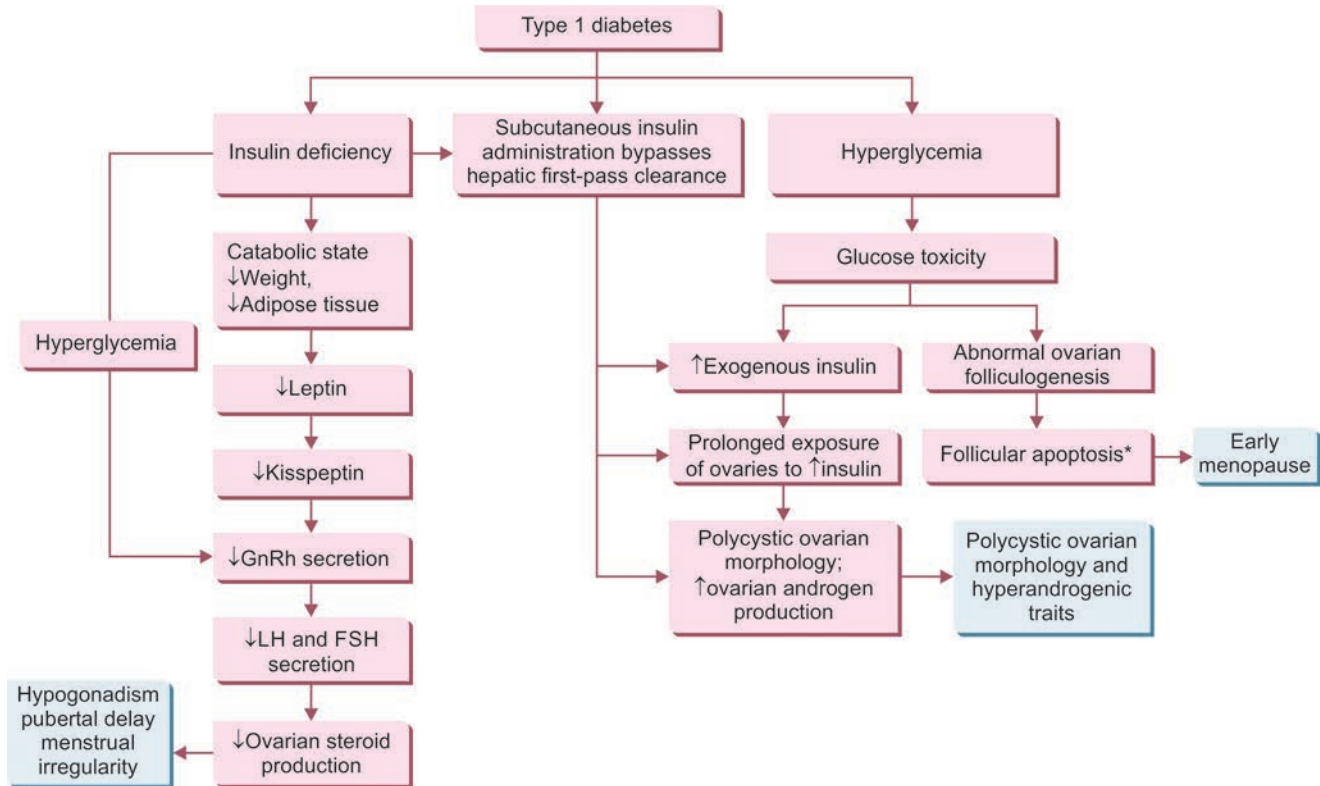 Type 1 diabetes
Insulin deficiency
Subcutaneous insulin
administration bypasses
hepatic first-pass clearance
Hyperglycemia
Catabolic state
↓Weight,
↓Adipose tissue
Glucose toxicity
Hyperglycemia
↑Exogenous insulin
Abnormal ovarian
folliculogenesis
↓Leptin
Prolonged exposure
of ovaries to ↑insulin
Follicular apoptosis*
Early
menopause
↓Kisspeptin
↓GnRh secretion
Polycystic ovarian
morphology;
↑ovarian androgen
production
Polycystic ovarian
morphology and
hyperandrogenic
traits
↓LH and FSH
secretion
Hypogonadism
pubertal delay
menstrual
irregularity
↓Ovarian steroid
production